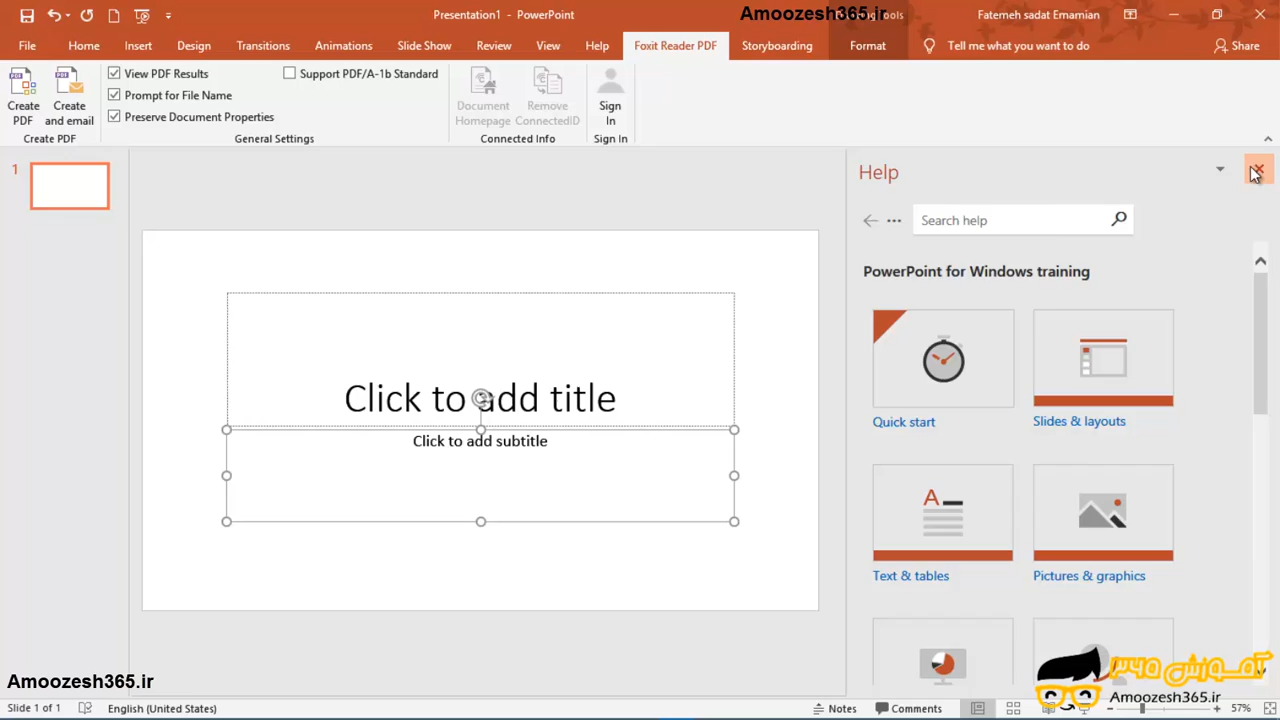 Presentation1 - PowerPoint
Amoozesh365.ir
Fatemeh sadat Emamian
File Home Insert Design Transitions Animations Slide Show Review View Help Foxit Reader PDF Storyboarding Format Tell me what you want to do Share
Create PDF
Create and email
View PDF Results
Prompt for File Name
Preserve Document Properties
Support PDF/A-1b Standard
Document Homepage
Remove ConnectedID
Sign In
Create PDF General Settings Connected Info Sign In
1
Help
Search help
PowerPoint for Windows training
Quick start
Slides & layouts
Text & tables
Pictures & graphics
Click to add title
Click to add subtitle
آموزش ۳۶۵
Amoozesh365.ir
Amoozesh365.ir
Slide 1 of 1 English (United States) Notes Comments 57%